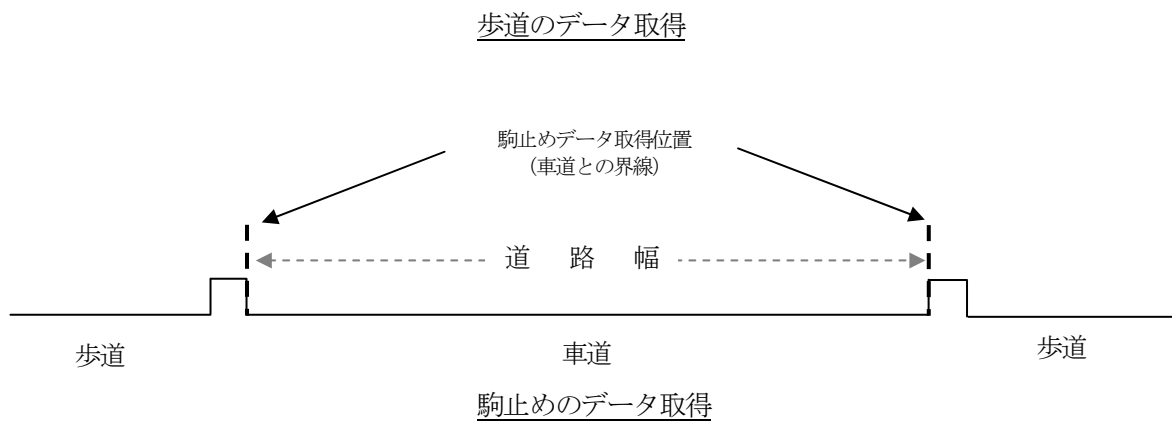 歩道のデータ取得
駒止めデータ取得位置
（車道との界線）
道 路 幅
歩道
車道
歩道
駒止めのデータ取得